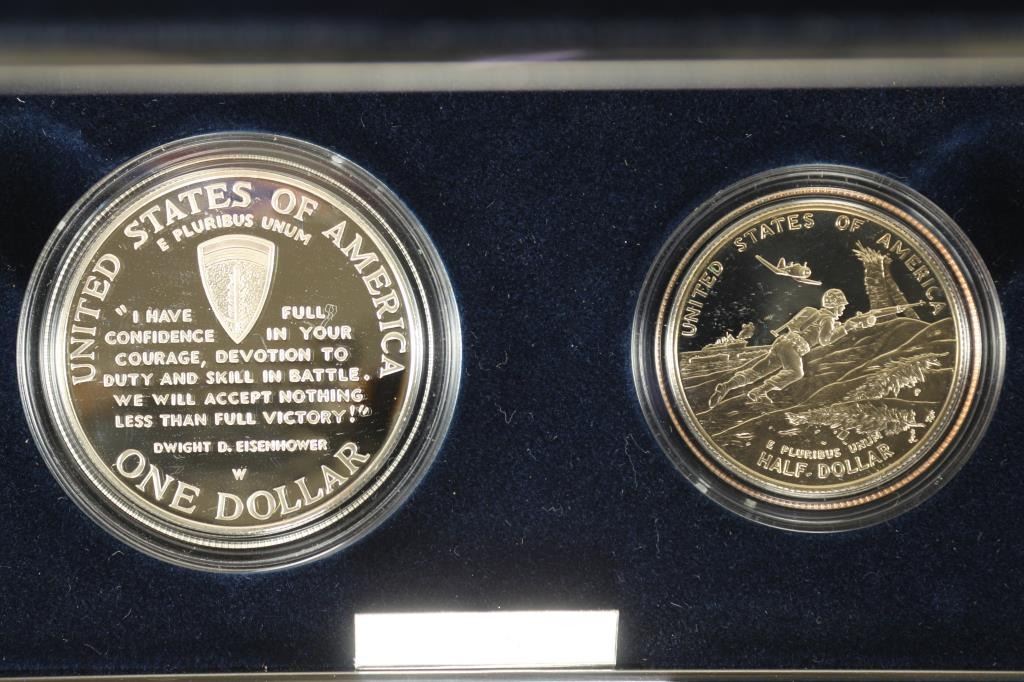 UNITED STATES OF AMERICA
E PLURIBUS UNUM
"I HAVE FULL
CONFIDENCE IN YOUR
COURAGE, DEVOTION TO
DUTY AND SKILL IN BATTLE.
WE WILL ACCEPT NOTHING
LESS THAN FULL VICTORY!"
DWIGHT D. EISENHOWER
W
ONE DOLLAR
UNITED STATES OF AMERICA
P
E PLURIBUS UNUM
HALF-DOLLAR